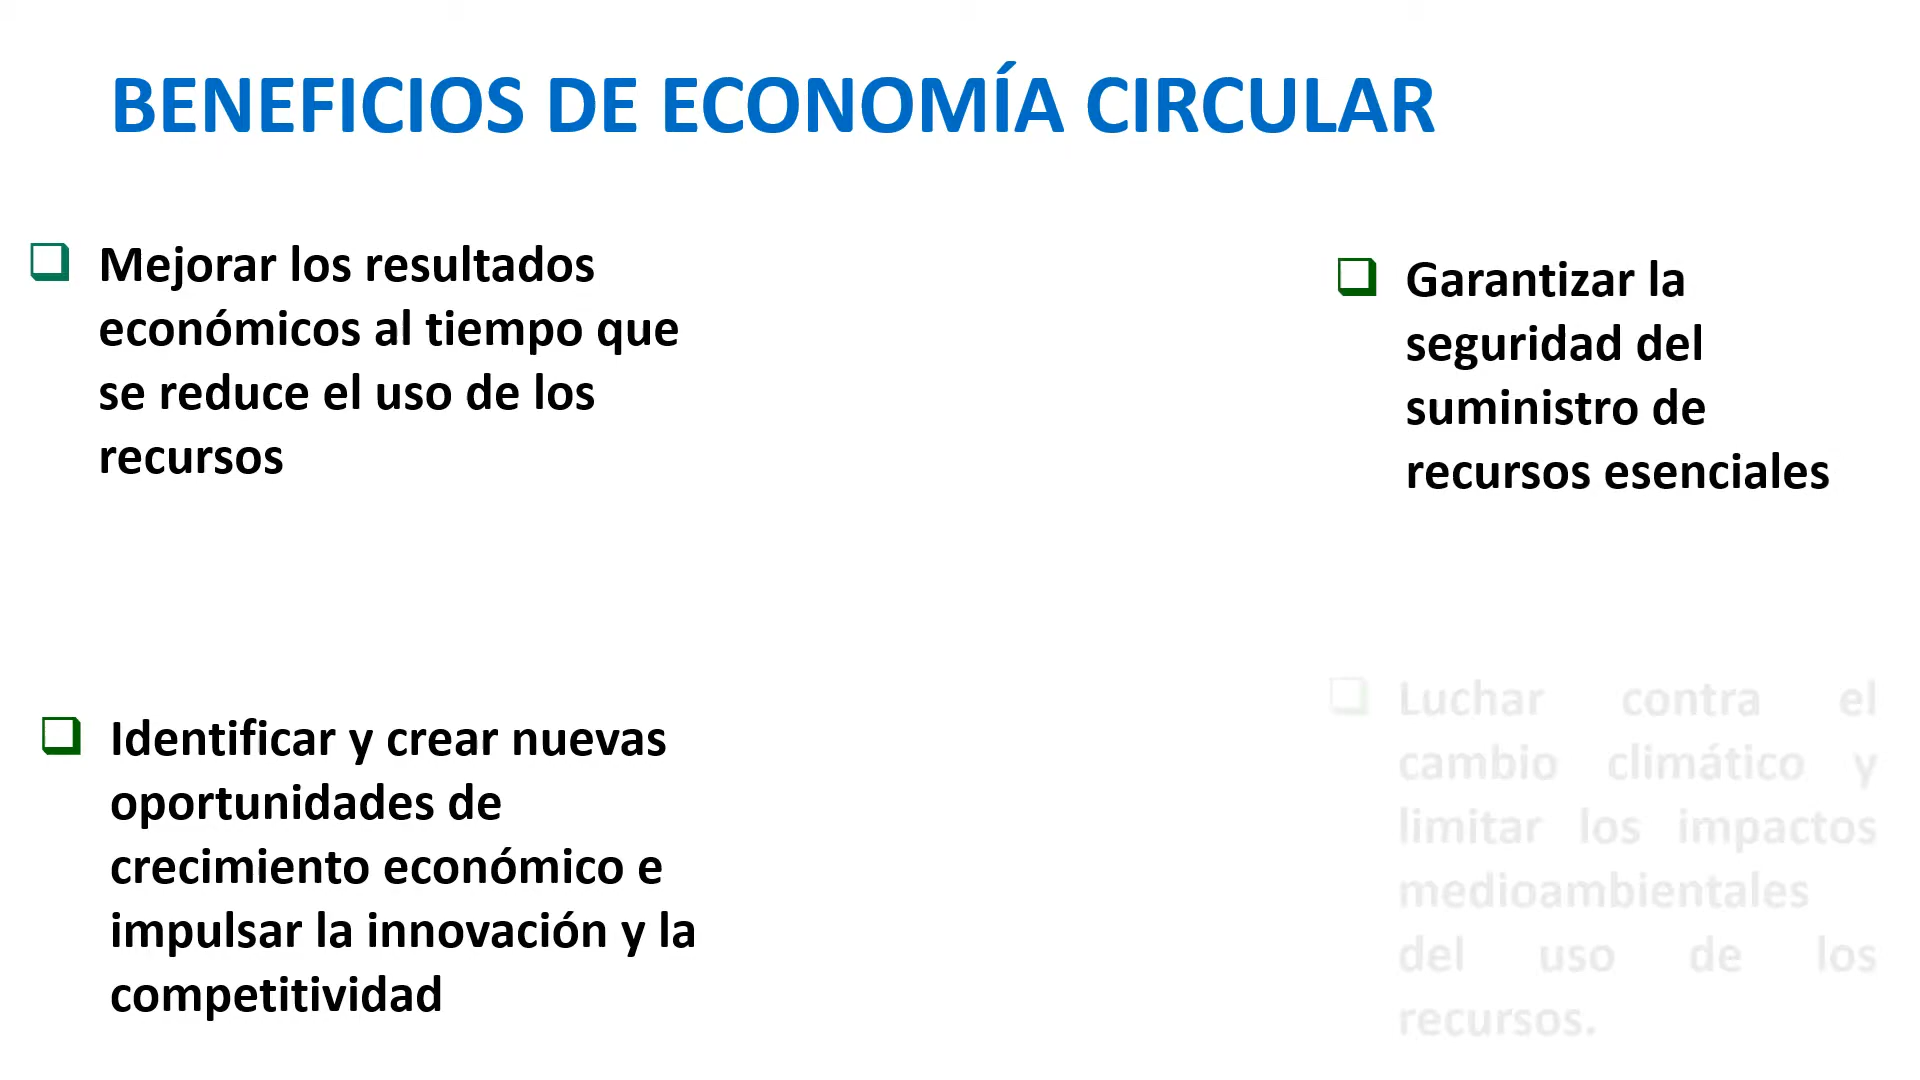 BENEFICIOS DE ECONOMÍA CIRCULAR
Mejorar los resultados
económicos al tiempo que
se reduce el uso de los
recursos
Garantizar la
seguridad del
suministro de
recursos esenciales
Identificar y crear nuevas
oportunidades de
crecimiento económico e
impulsar la innovación y la
competitividad
Luchar contra el
cambio climático y
limitar los impactos
medioambientales
del uso de los
recursos.